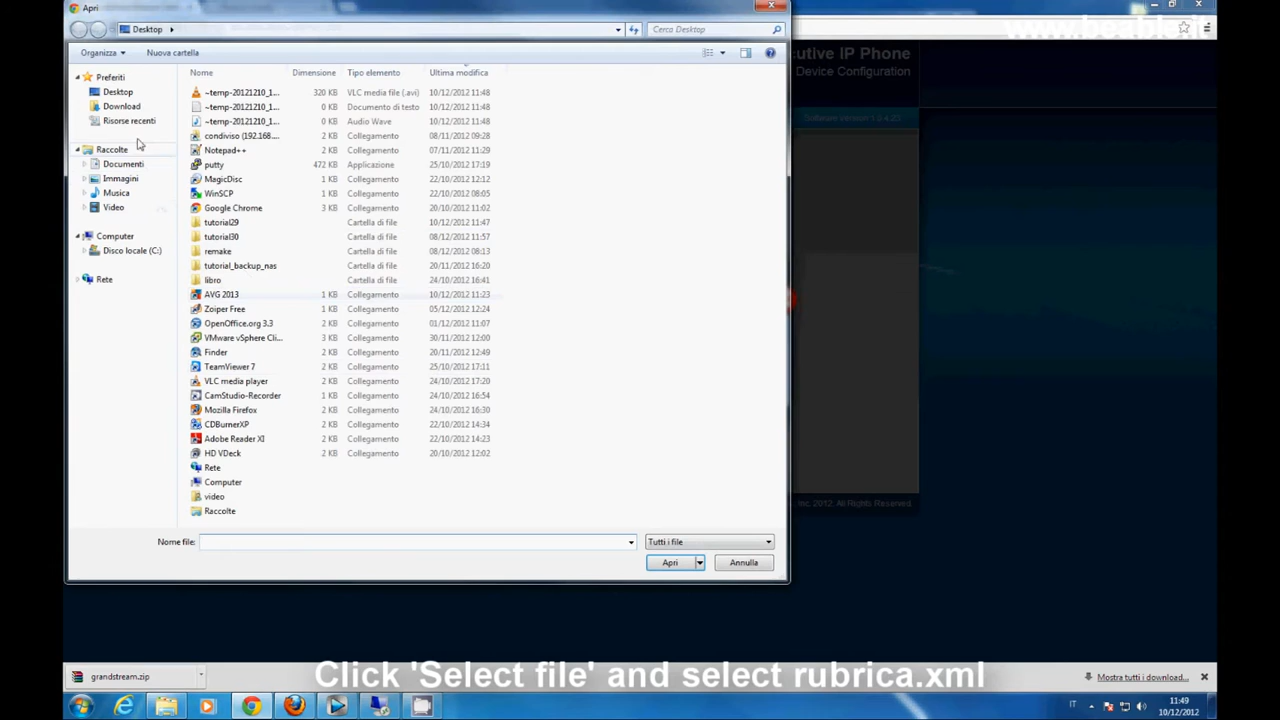 Apri
Desktop
Cerca Desktop
www.beable.it
Organizza
Nuova cartella
utive IP Phone
Device Configuration
Software version 1.0.4.23
Nome Dimensione Tipo elemento Ultima modifica
~temp-20121210_1... 320 KB VLC media file (.avi) 10/12/2012 11:48
~temp-20121210_1... 0 KB Documento di testo 10/12/2012 11:48
~temp-20121210_1... 0 KB Audio Wave 10/12/2012 11:48
condiviso (192.168.... Collegamento 08/11/2012 09:28
Notepad++ Collegamento 07/11/2012 11:29
putty 472 KB Applicazione 25/10/2012 17:19
MagicDisc Collegamento 22/10/2012 12:12
WinSCP Collegamento 22/10/2012 08:05
Google Chrome 3 KB Collegamento 20/10/2012 11:02
tutorial29 Cartella di file 10/12/2012 11:47
tutorial30 Cartella di file 08/12/2012 11:57
remake Cartella di file 08/12/2012 08:13
tutorial_backup_nas Cartella di file 20/11/2012 16:20
libro Cartella di file 24/10/2012 16:41
AVG 2013 1 KB Collegamento 10/12/2012 11:23
Zoiper Free 1 KB Collegamento 05/12/2012 12:24
OpenOffice.org 3.3 2 KB Collegamento 01/12/2012 11:07
VMware vSphere Cli... 3 KB Collegamento 30/11/2012 12:00
Finder 2 KB Collegamento 20/11/2012 12:49
TeamViewer 7 2 KB Collegamento 25/10/2012 17:11
VLC media player 2 KB Collegamento 24/10/2012 17:20
CamStudio-Recorder 1 KB Collegamento 24/10/2012 16:54
Mozilla Firefox 2 KB Collegamento 24/10/2012 16:30
CDBurnerXP 2 KB Collegamento 22/10/2012 14:34
Adobe Reader XI 2 KB Collegamento 22/10/2012 14:23
HD VDeck 2 KB Collegamento 20/10/2012 12:02
Rete
Computer
video
Raccolte
Preferiti
Desktop
Download
Risorse recenti
Raccolte
Documenti
Immagini
Musica
Video
Computer
Disco locale (C:)
Rete
Inc, 2012. All Rights Reserved.
Nome file:
Tutti i file
Apri
Annulla
Click 'Select file' and select rubrica.xml
grandstream.zip
Mostra tutti i download...
IT
11:49
10/12/2012